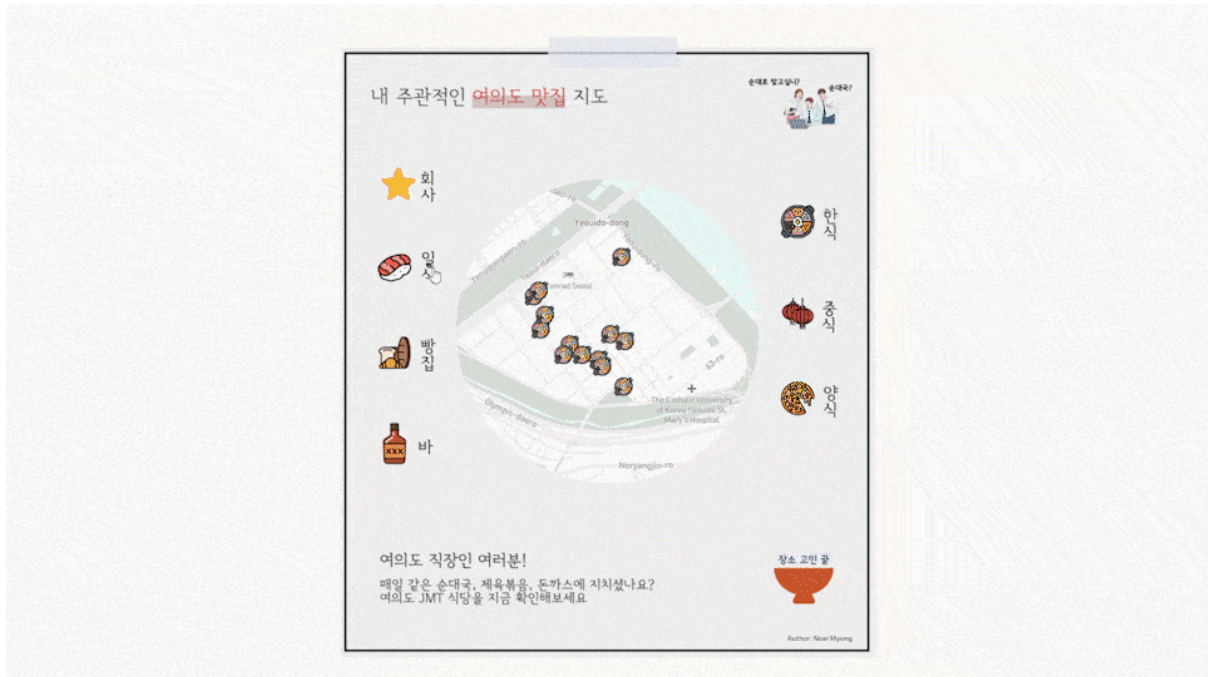 내 주관적인 여의도 맛집 지도
순대로 맞고싶니?
순대국?
회사
일식
빵집
바
한식
중식
양식
Yeouido-dong
Conrad Seoul
63-ro
The Catholic University
of Korea Yeouido St.
Mary's Hospital
Olympic-daero
Noryangjin-ro
XXX
여의도 직장인 여러분!
매일 같은 순대국, 제육볶음, 돈까스에 지치셨나요?
여의도 JMT 식당을 지금 확인해보세요
장소 고민 끝
Author: Noel Myung